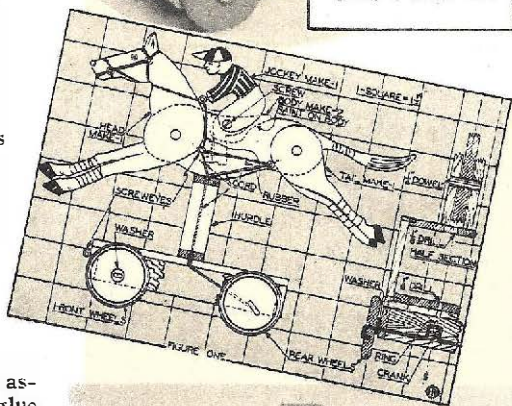 JOCKEY MAKE-1
1-SQUARE =
SCREW
BODY MAKE-2
PAINT ON BODY
HEAD
MAKE-1
TAIL MAKE-1
DOWEL
SCREWEYES
CORD
RUBBER
HURDLE
WASHER
DRILL
HALF SECTION
WASHER
DRILL
FRONT WHEELS
FIGURE ONE
REAR WHEELS
RING
CRANK
s
as-
glue